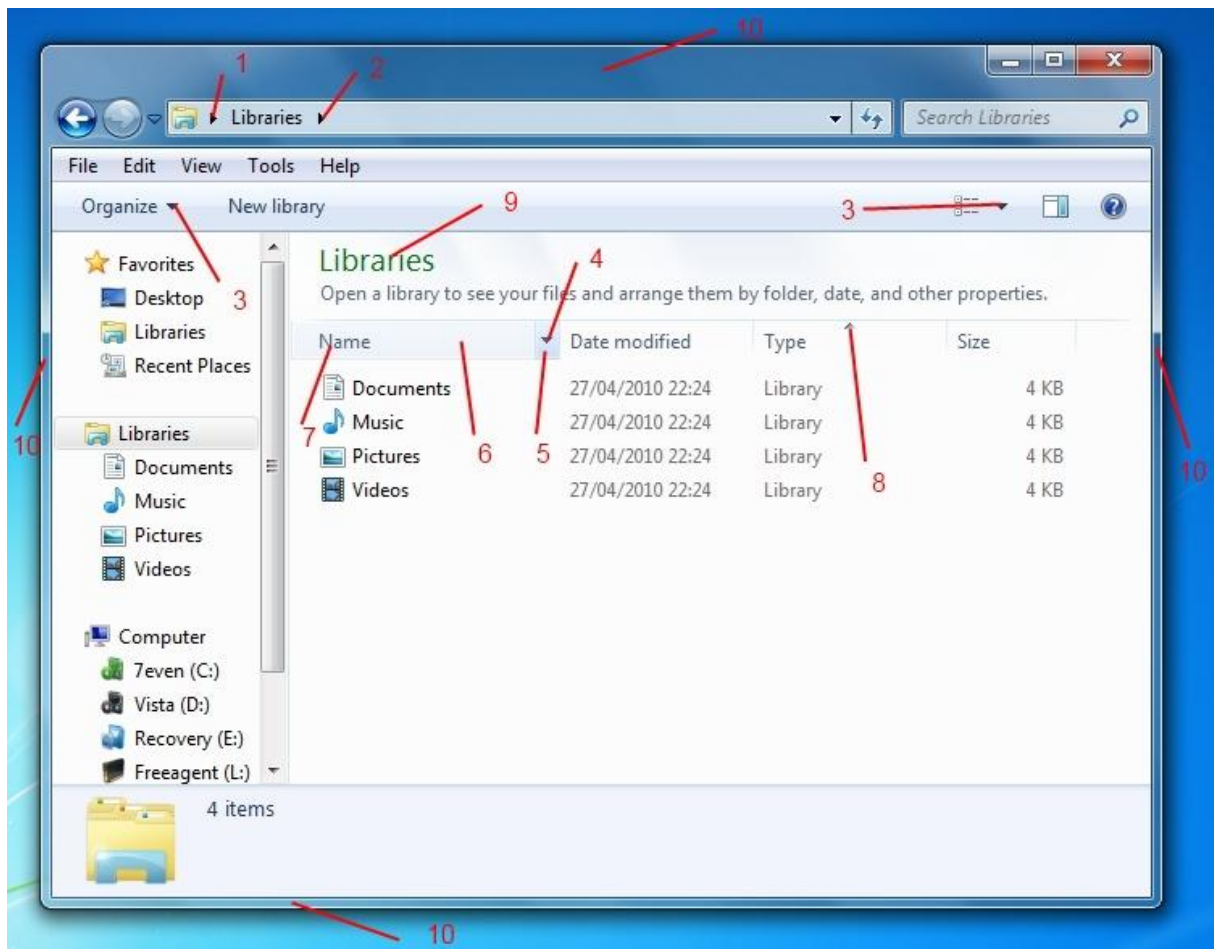 10
1
2
Libraries
Search Libraries
File Edit View Tools Help
Organize New library
9
3
Libraries
4
Open a library to see your files and arrange them by folder, date, and other properties.
Favorites
Desktop
3
Libraries
Recent Places
Name Date modified Type Size
Documents 27/04/2010 22:24 Library 4 KB
Music 27/04/2010 22:24 Library 4 KB
Pictures 27/04/2010 22:24 Library 4 KB
Videos 27/04/2010 22:24 Library 4 KB
10
7
6
5
8
10
Libraries
Documents
Music
Pictures
Videos
Computer
7even (C:)
Vista (D:)
Recovery (E:)
Freeagent (L:)
4 items
10